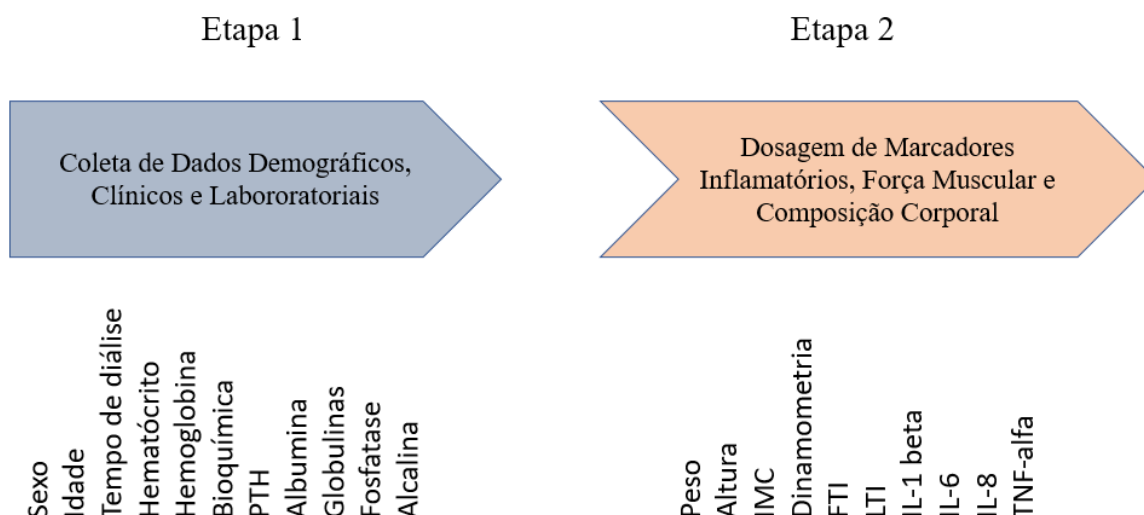 Etapa 1
Etapa 2
Coleta de Dados Demográficos,
Clínicos e Labororatoriais
Dosagem de Marcadores
Inflamatórios, Força Muscular e
Composição Corporal
Sexo
Idade
Tempo de diálise
Hematócrito
Hemoglobina
Bioquímica
PTH
Albumina
Globulinas
Fosfatase
Alcalina
Peso
Altura
IMC
Dinamometria
FTI
LTI
IL-1 beta
IL-6
IL-8
TNF-alfa